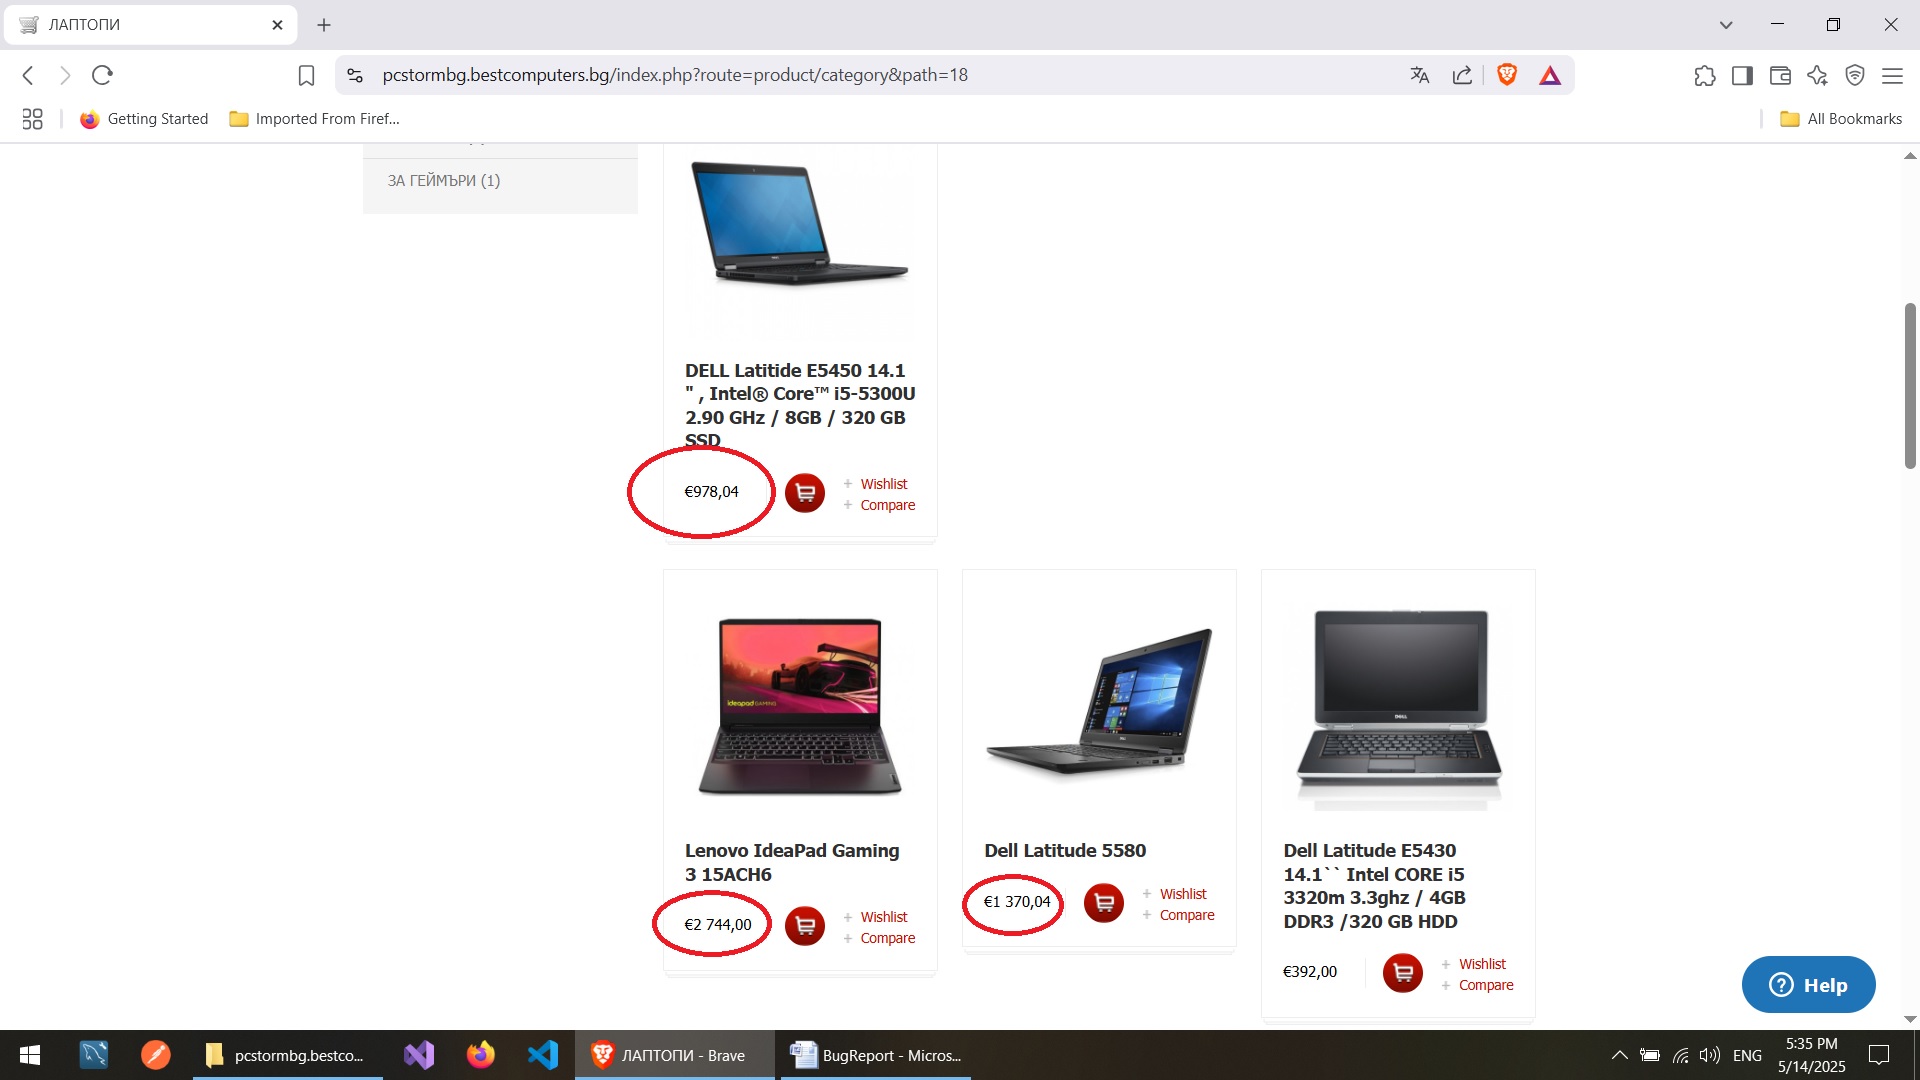 ЛАПТОПИ
pcstormbg.bestcomputers.bg/index.php?route=product/category&path=18
Getting Started
Imported From Firef...
All Bookmarks
ЗА ГЕЙМЪРИ (1)
DELL Latitide E5450 14.1
" , Intel® Core™ i5-5300U
2.90 GHz / 8GB / 320 GB
SSD
€978,04
+ Wishlist
+ Compare
ideapad GAMING
Lenovo IdeaPad Gaming
3 15ACH6
€2 744,00
+ Wishlist
+ Compare
Dell Latitude 5580
€1 370,04
+ Wishlist
+ Compare
DELL
Dell Latitude E5430
14.1`` Intel CORE i5
3320m 3.3ghz / 4GB
DDR3 /320 GB HDD
€392,00
+ Wishlist
+ Compare
Help
pcstormbg.bestco...
ЛАПТОПИ - Brave
BugReport - Micros...
ENG
5:35 PM
5/14/2025